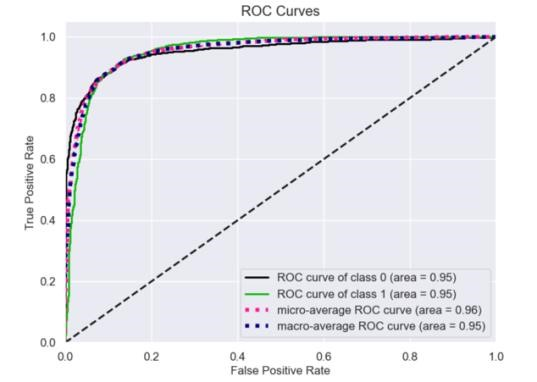 ROC Curves
True Positive Rate
1.0
0.8
0.6
0.4
0.2
0.0
ROC curve of class 0 (area = 0.95)
ROC curve of class 1 (area = 0.95)
micro-average ROC curve (area = 0.96)
macro-average ROC curve (area = 0.95)
0.0 0.2 0.4 0.6 0.8 1.0
False Positive Rate